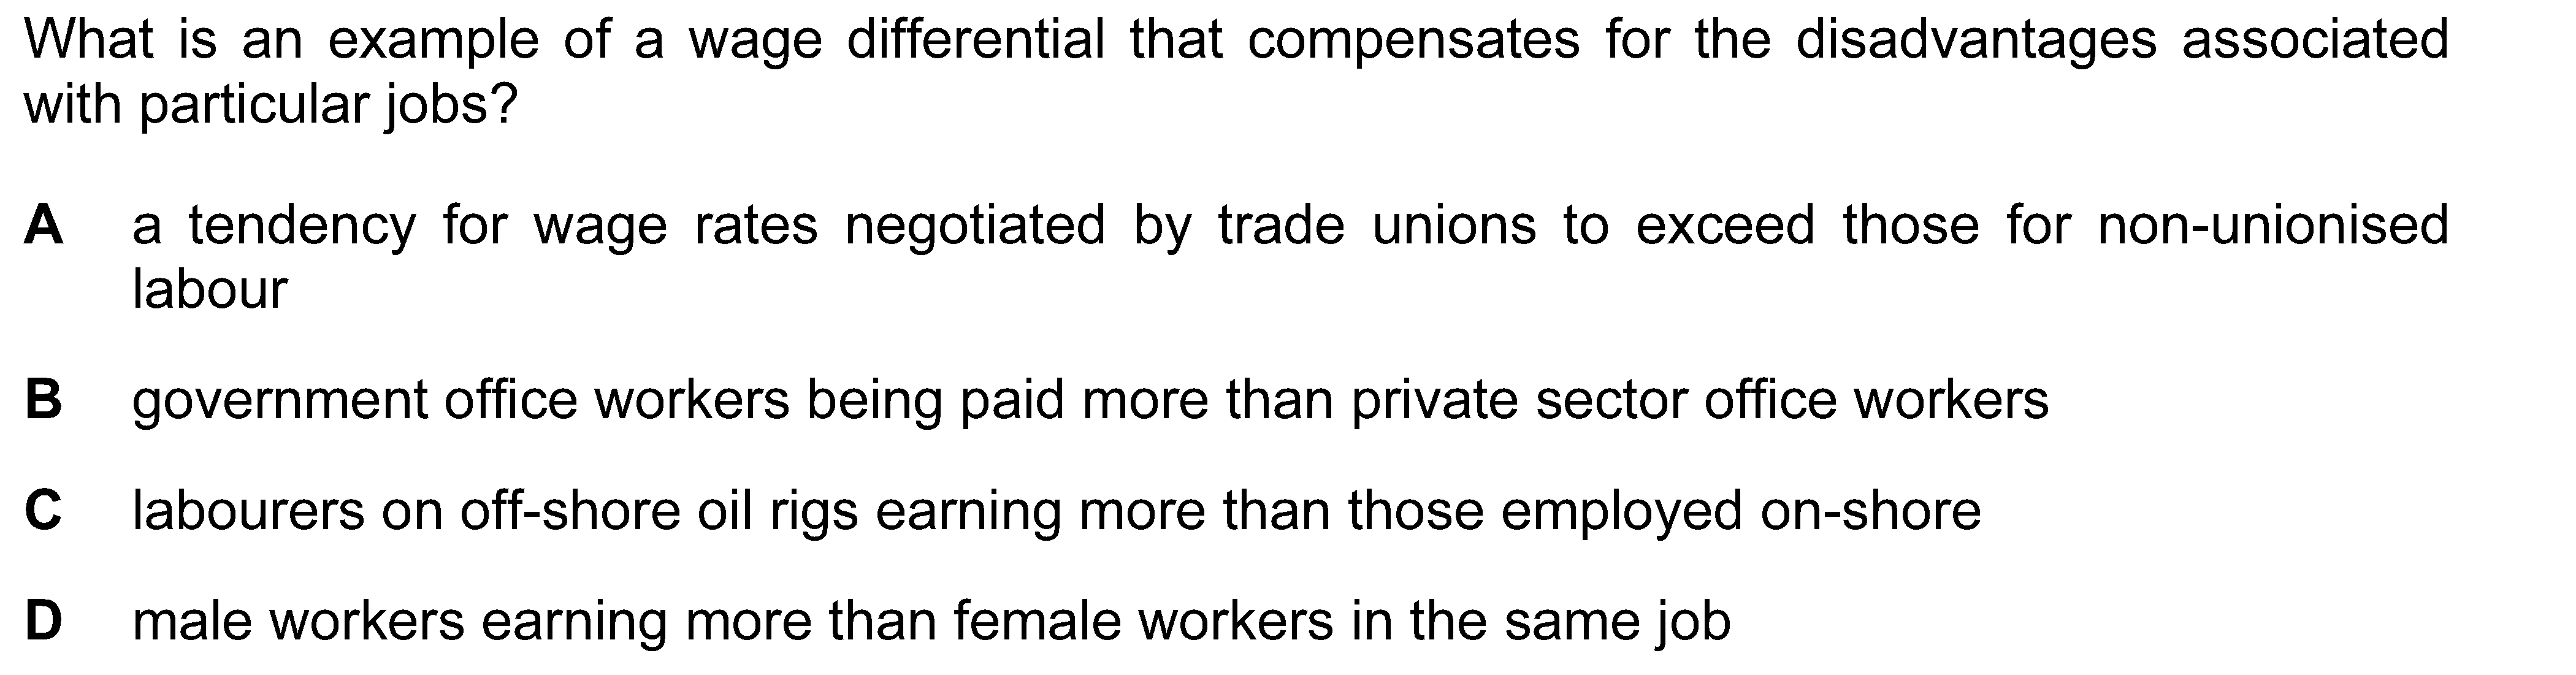 What is an example of a wage differential that compensates for the disadvantages associated
with particular jobs?
A a tendency for wage rates negotiated by trade unions to exceed those for non-unionised
labour
B government office workers being paid more than private sector office workers
C labourers on off-shore oil rigs earning more than those employed on-shore
D male workers earning more than female workers in the same job